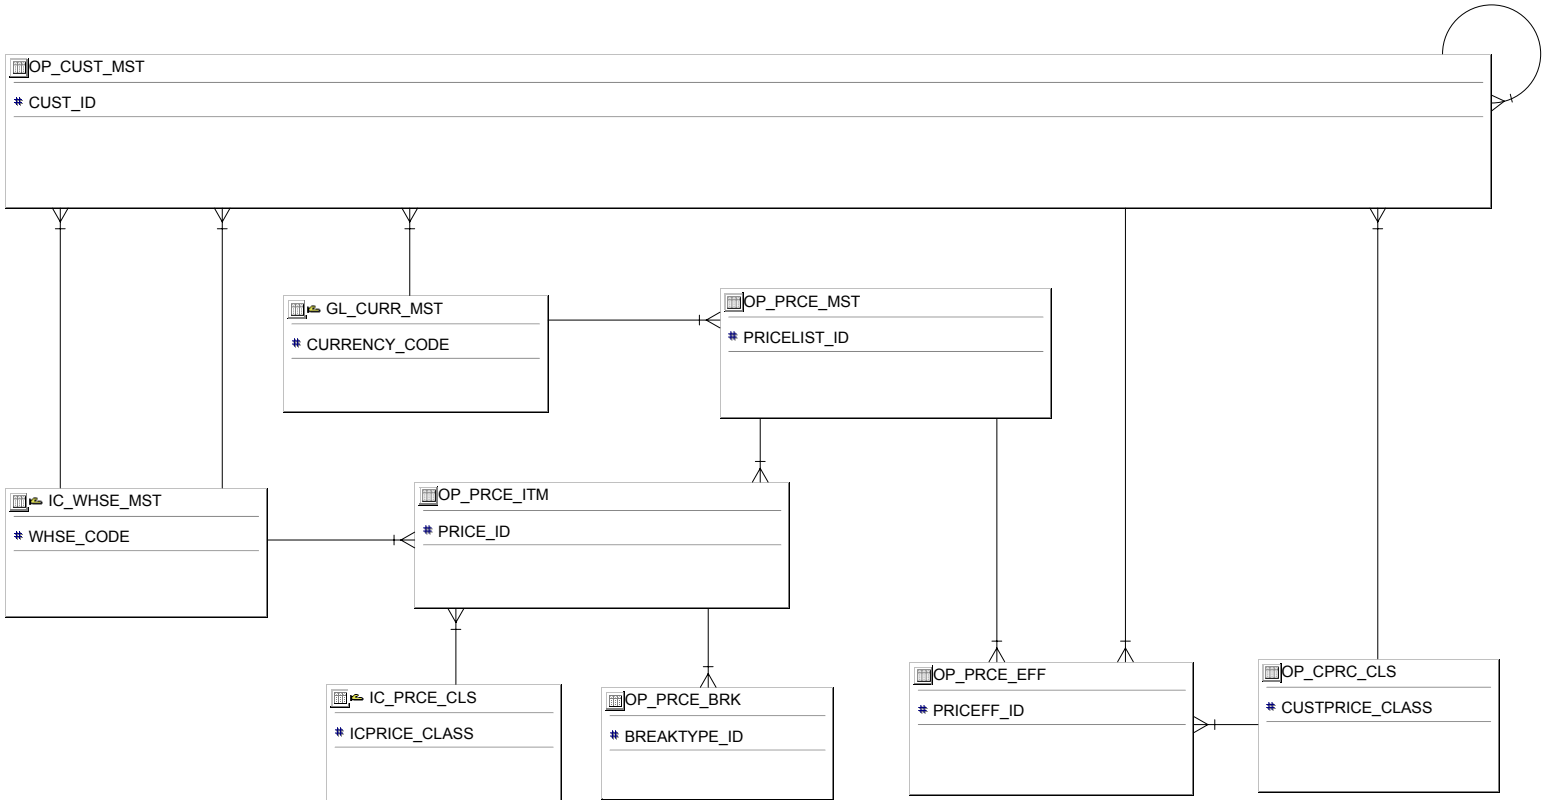 OP_CUST_MST
# CUST_ID
GL_CURR_MST
# CURRENCY_CODE
OP_PRCE_MST
# PRICELIST_ID
IC_WHSE_MST
# WHSE_CODE
OP_PRCE_ITM
# PRICE_ID
IC_PRCE_CLS
# ICPRICE_CLASS
OP_PRCE_BRK
# BREAKTYPE_ID
OP_PRCE_EFF
# PRICEFF_ID
OP_CPRC_CLS
# CUSTPRICE_CLASS